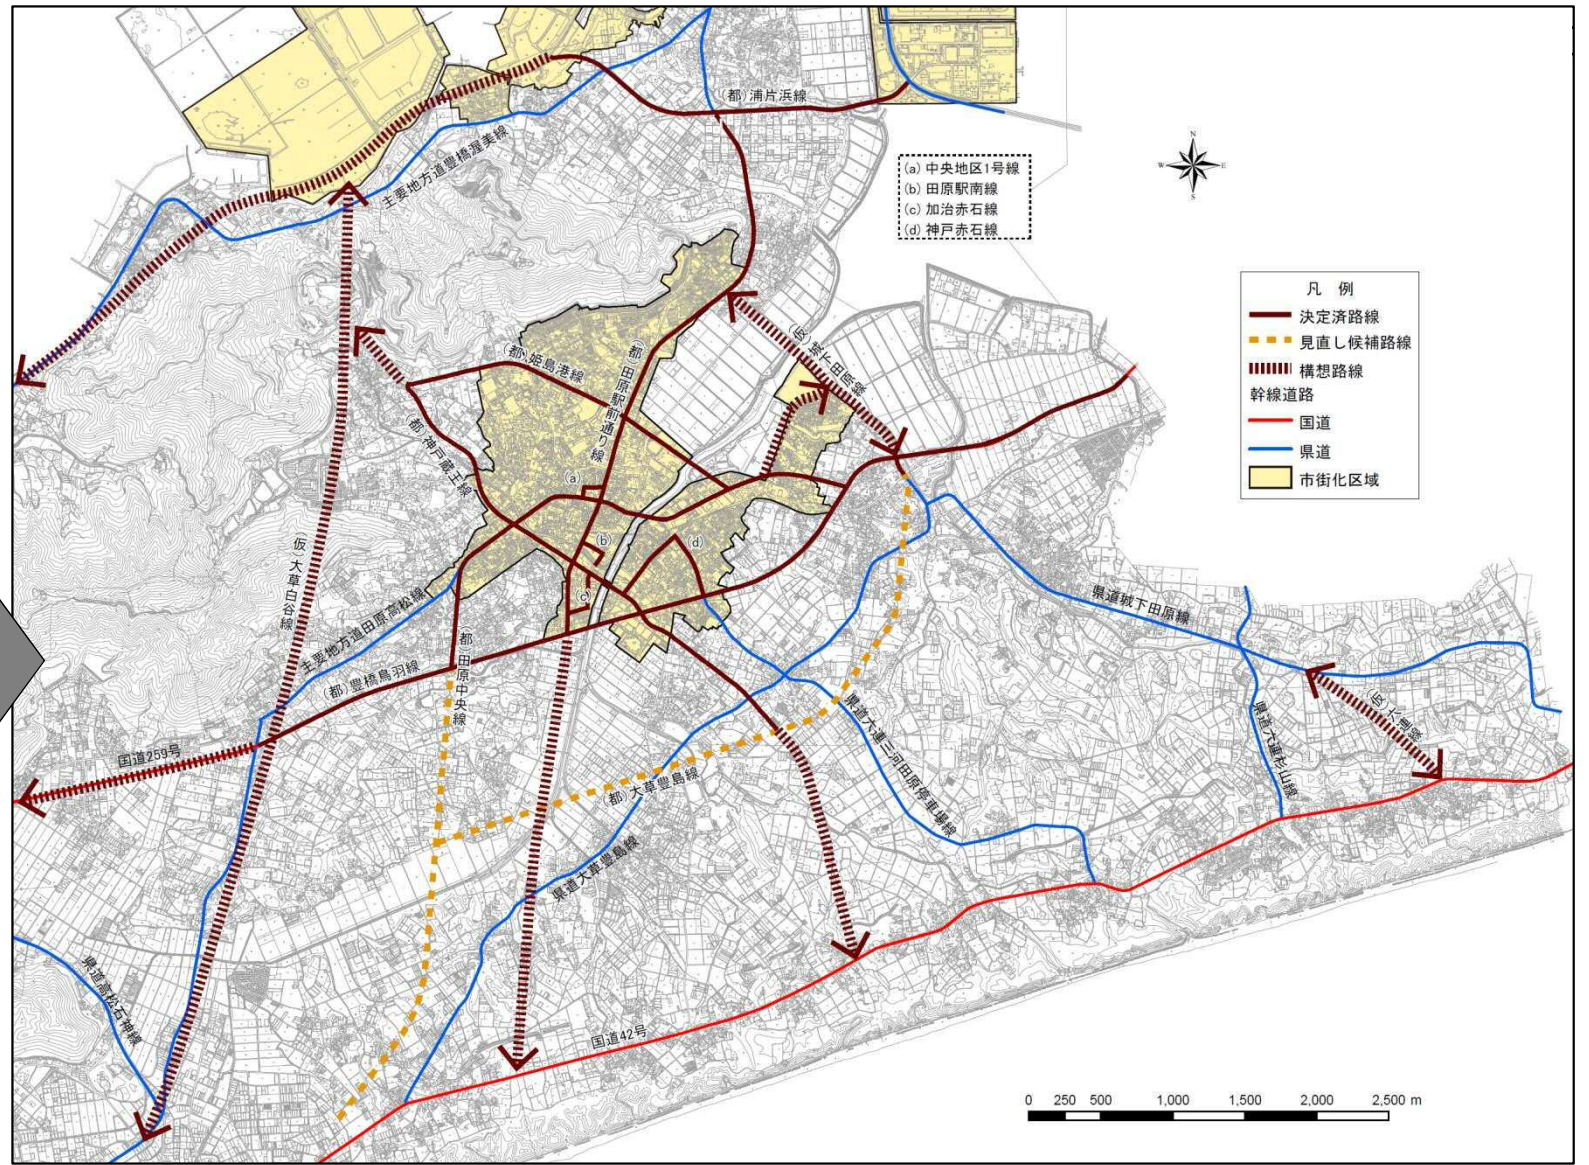 (都)浦片浜線
主要地方道豊橋渥美線
(a) 中央地区1号線
(b) 田原駅南線
(c) 加治赤石線
(d) 神戸赤石線
N
W
E
S
凡 例
決定済路線
見直し候補路線
構想路線
幹線道路
国道
県道
市街化区域
(仮)城下田原線
(都)姫島港線
(都)田原駅前通り線
(都)神戸蔵王線
(a)
(b)
(c)
(d)
(仮)大草白谷線
主要地方道田原高松線
(都)豊橋鳥羽線
(都)田原中央線
国道259号
県道城下田原線
県道六連杉山線
県道六連三河田原停車場線
(都)大草豊島線
県道大草豊島線
県道高松石神線
国道42号
0 250 500 1,000 1,500 2,000 2,500 m